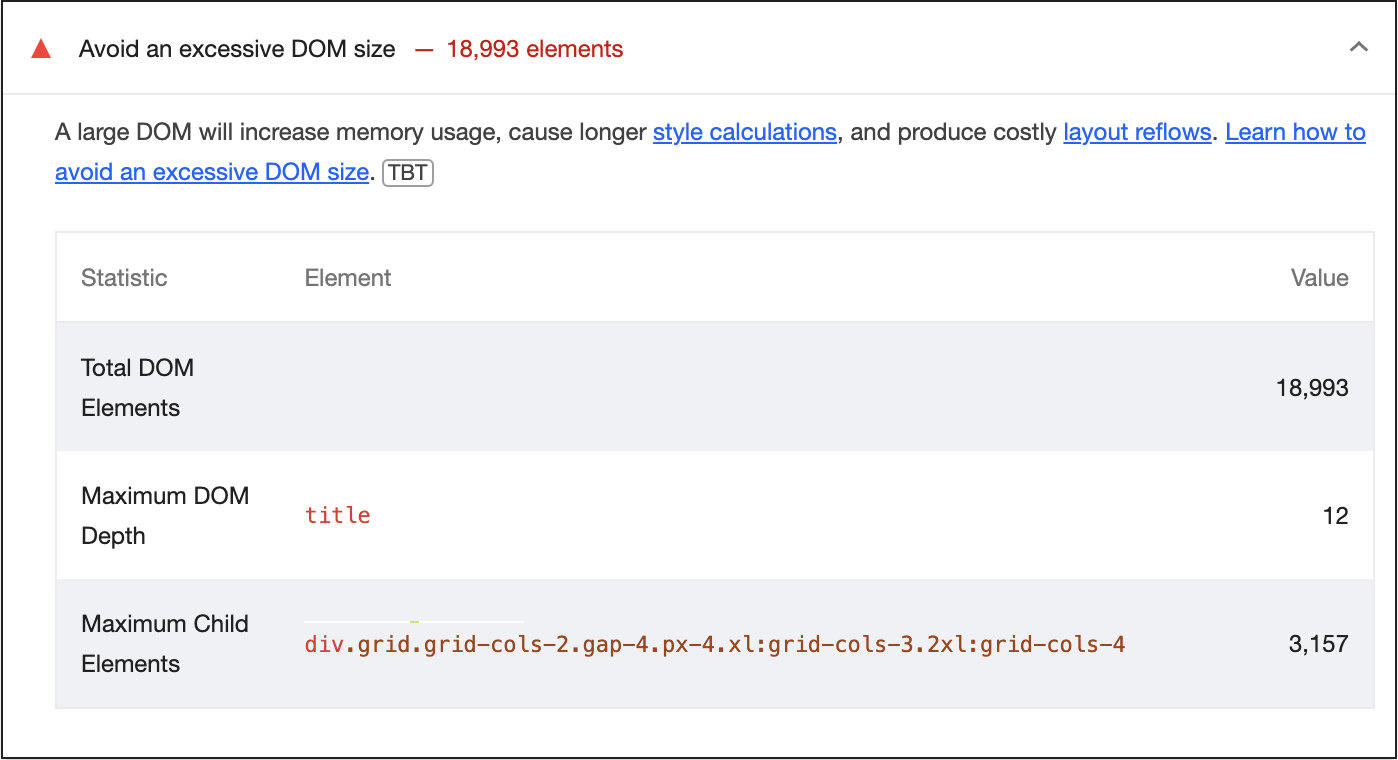 Avoid an excessive DOM size — 18,993 elements
A large DOM will increase memory usage, cause longer style calculations, and produce costly layout reflows. Learn how to
avoid an excessive DOM size. TBT
Statistic Element Value
Total DOM
Elements
18,993
Maximum DOM
Depth
title
12
Maximum Child
Elements
div.grid.grid-cols-2.gap-4.px-4.xl:grid-cols-3.2xl:grid-cols-4
3,157